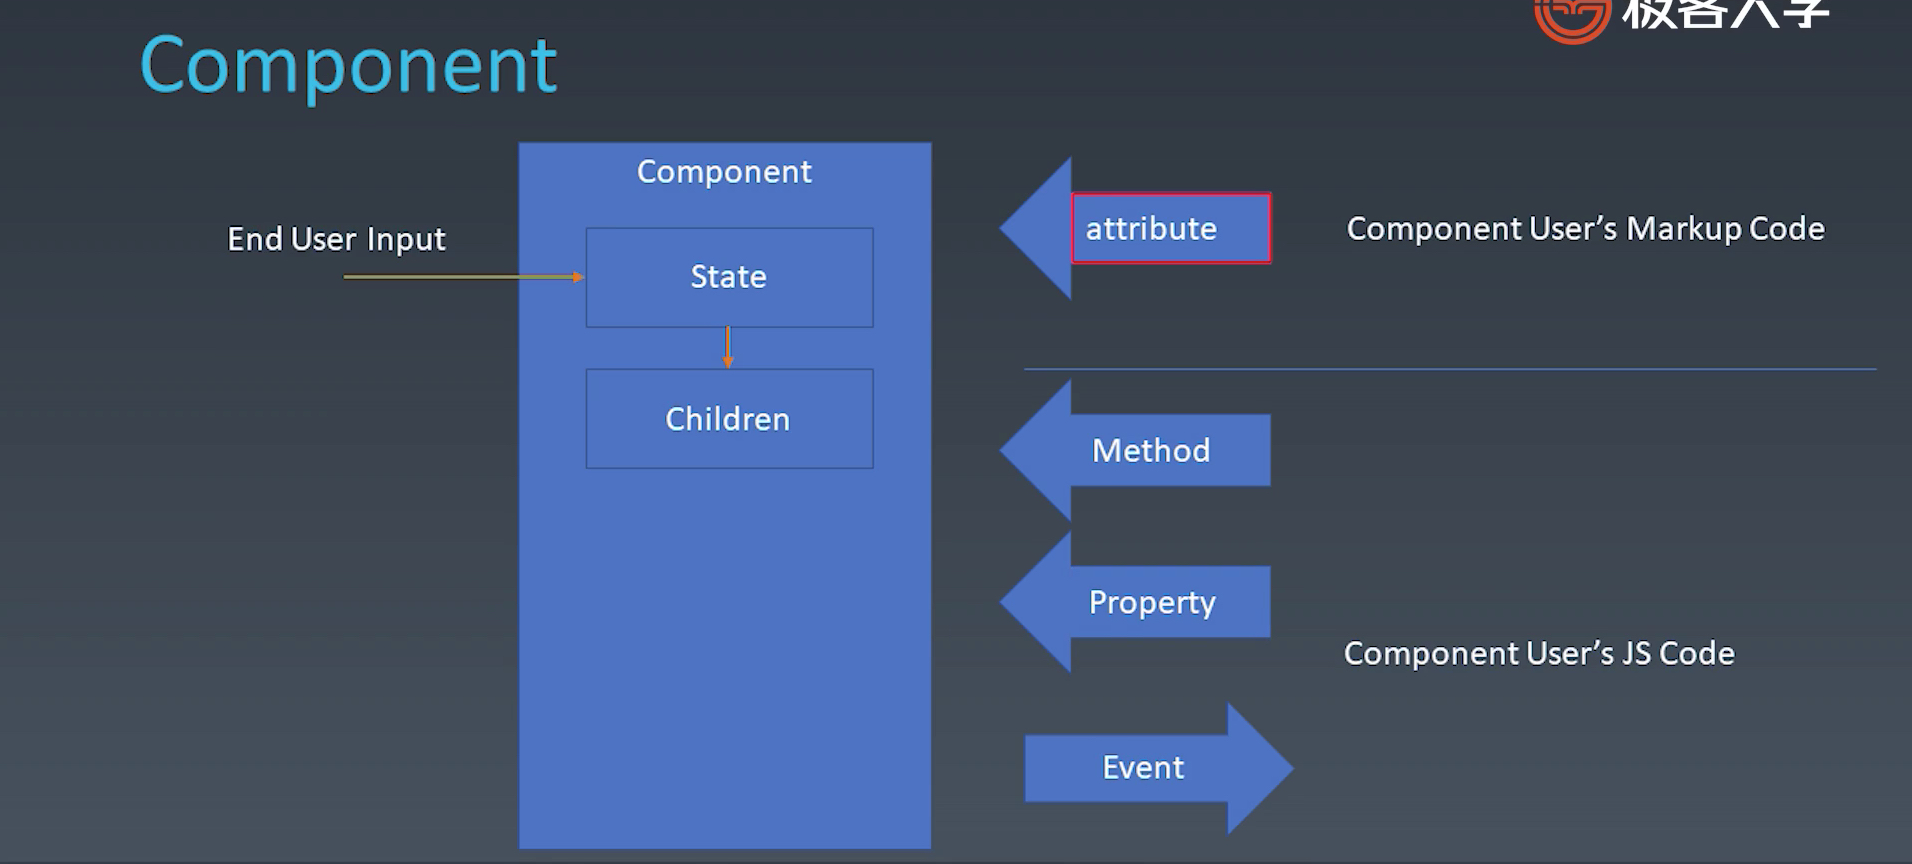 极客大学
Component
Component
End User Input
State
Children
attribute
Component User’s Markup Code
Method
Property
Component User’s JS Code
Event